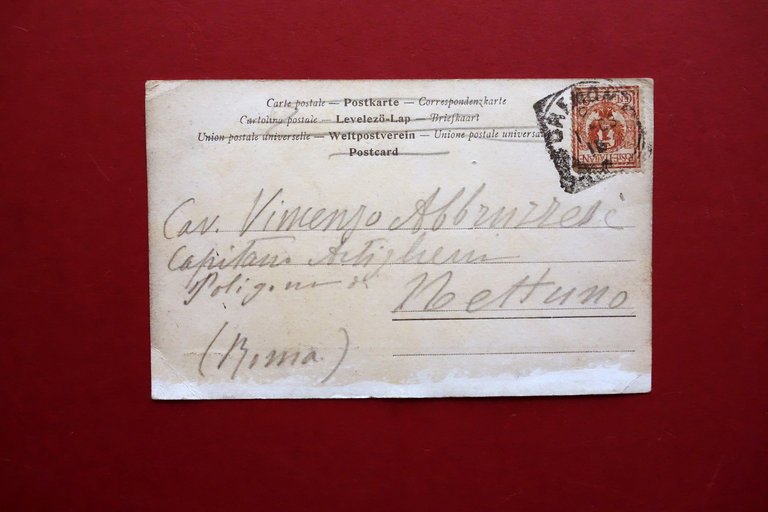 Carte postale — Postkarte — Correspondenzkarte
Cartolina postale — Levelező-Lap — Briefkaart
Union postale universelle — Weltpostverein — Unione postale universale
Postcard
Cav. Vincenzo Abbruzzese
Capitano Artiglieria
Poligono di Nettuno
(Roma)